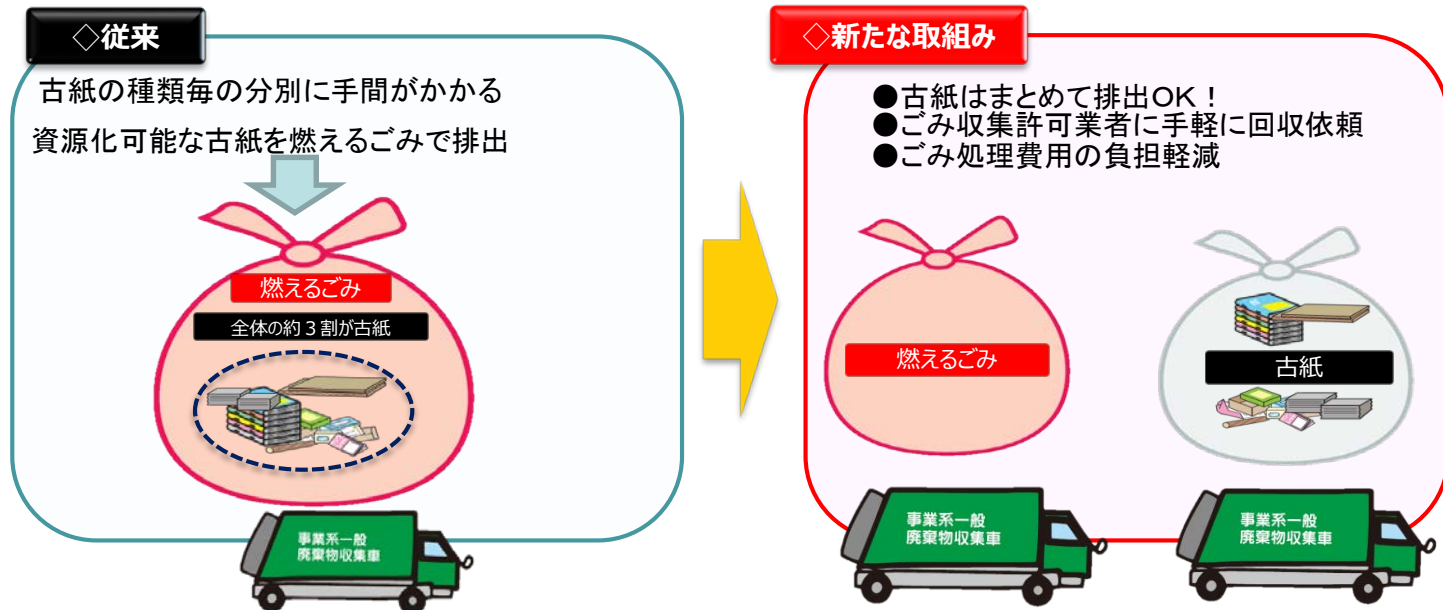 ◇従来
古紙の種類毎の分別に手間がかかる
資源化可能な古紙を燃えるごみで排出
燃えるごみ
全体の約3割が古紙
事業系一般
廃棄物収集車
◇新たな取組み
●古紙はまとめて排出OK！
●ごみ収集許可業者に手軽に回収依頼
●ごみ処理費用の負担軽減
燃えるごみ
古紙
事業系一般
廃棄物収集車
事業系一般
廃棄物収集車